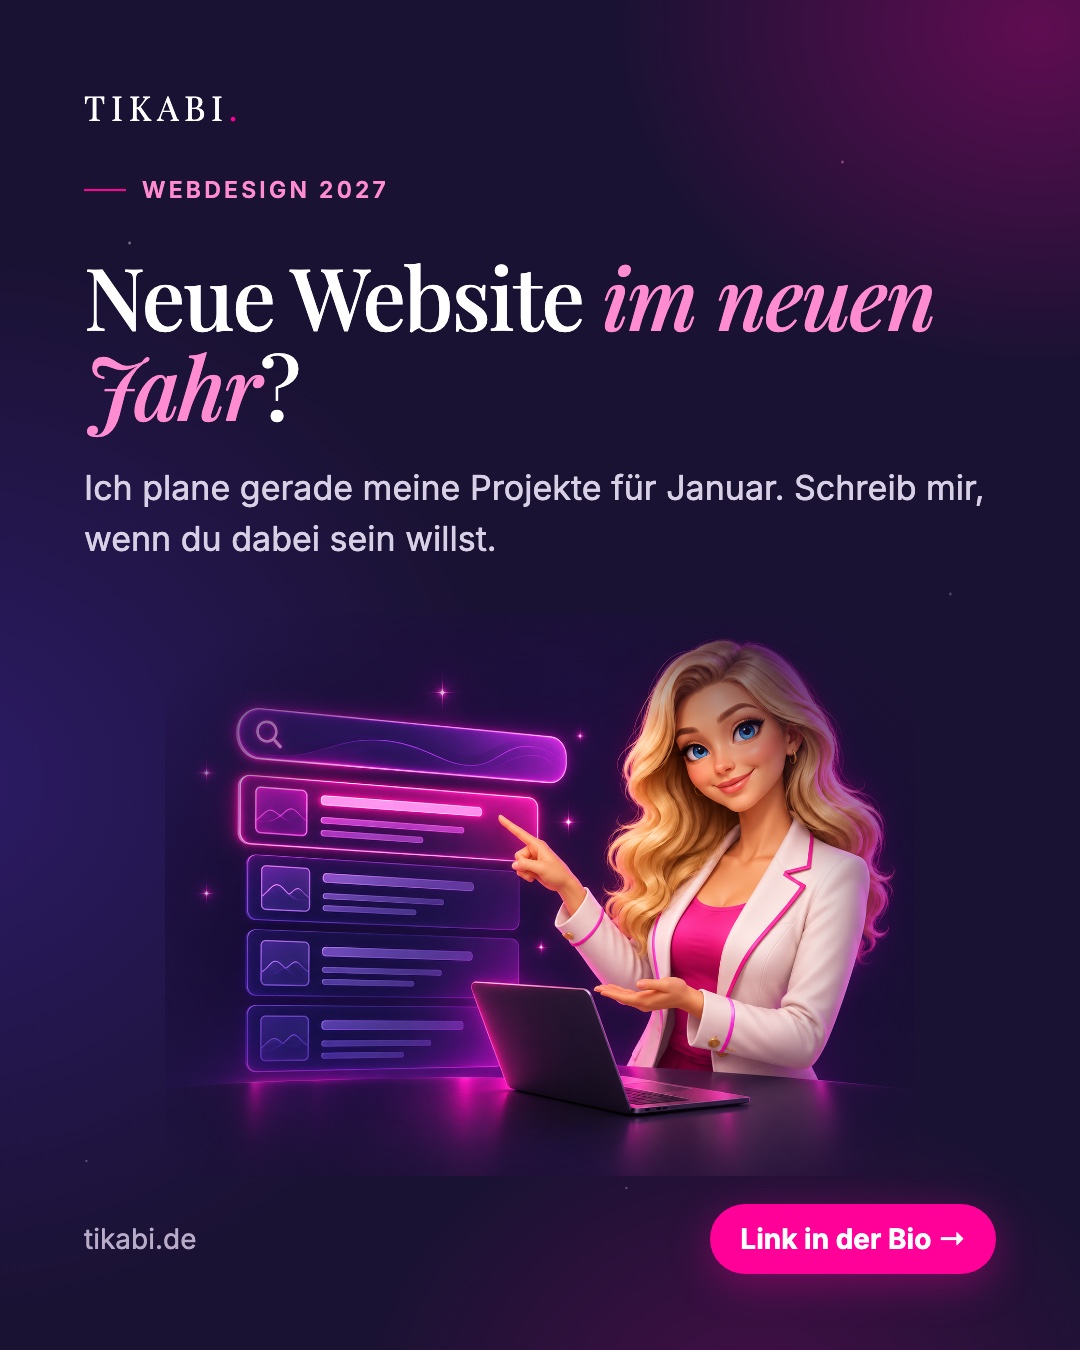 TIKABI.
WEBDESIGN 2027
Neue Website im neuen
Jahr?
Ich plane gerade meine Projekte für Januar. Schreib mir,
wenn du dabei sein willst.
tikabi.de
Link in der Bio →